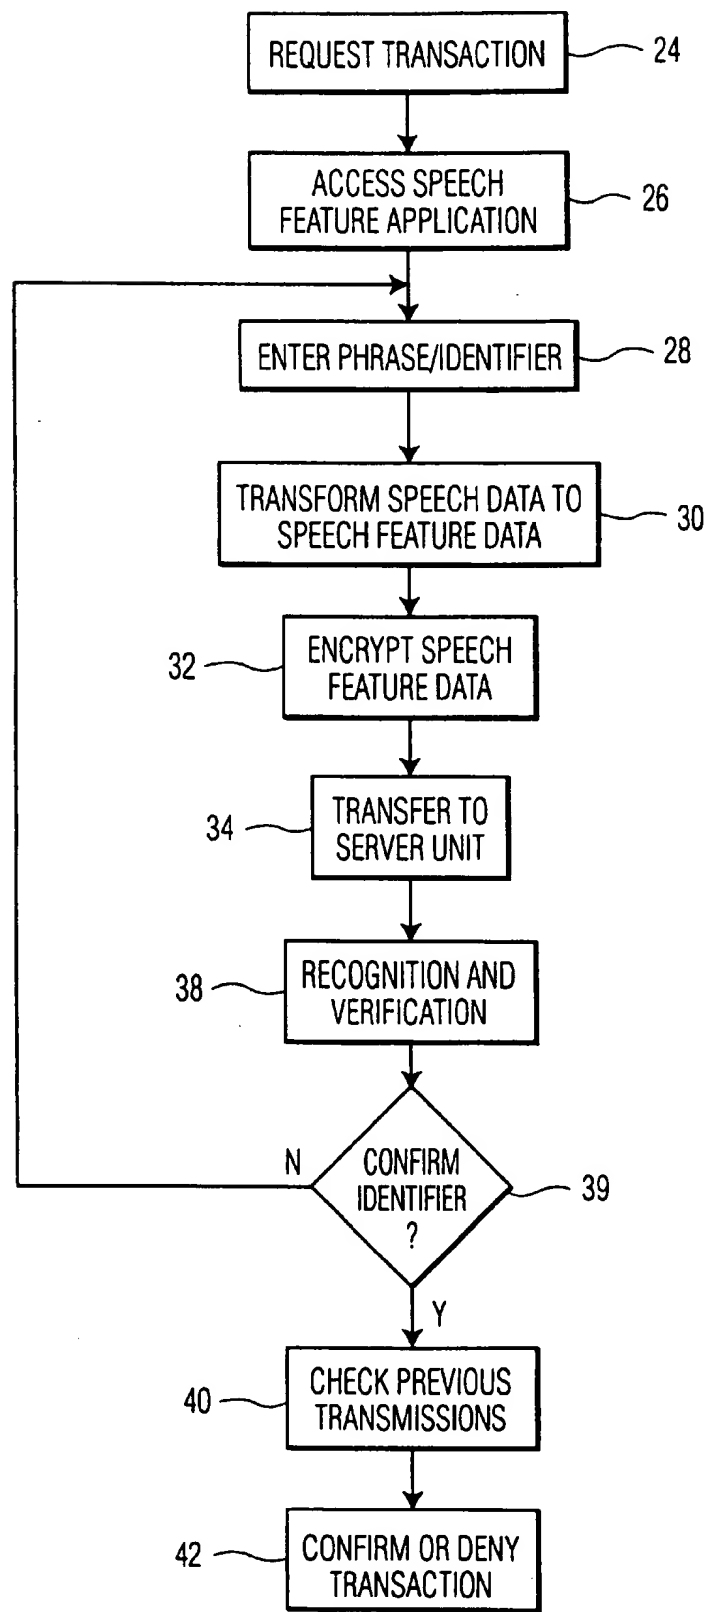 REQUEST TRANSACTION
24
ACCESS SPEECH
FEATURE APPLICATION
26
ENTER PHRASE/IDENTIFIER
28
TRANSFORM SPEECH DATA TO
SPEECH FEATURE DATA
30
32
ENCRYPT SPEECH
FEATURE DATA
34
TRANSFER TO
SERVER UNIT
38
RECOGNITION AND
VERIFICATION
N
CONFIRM
IDENTIFIER
?
39
Y
40
CHECK PREVIOUS
TRANSMISSIONS
42
CONFIRM OR DENY
TRANSACTION